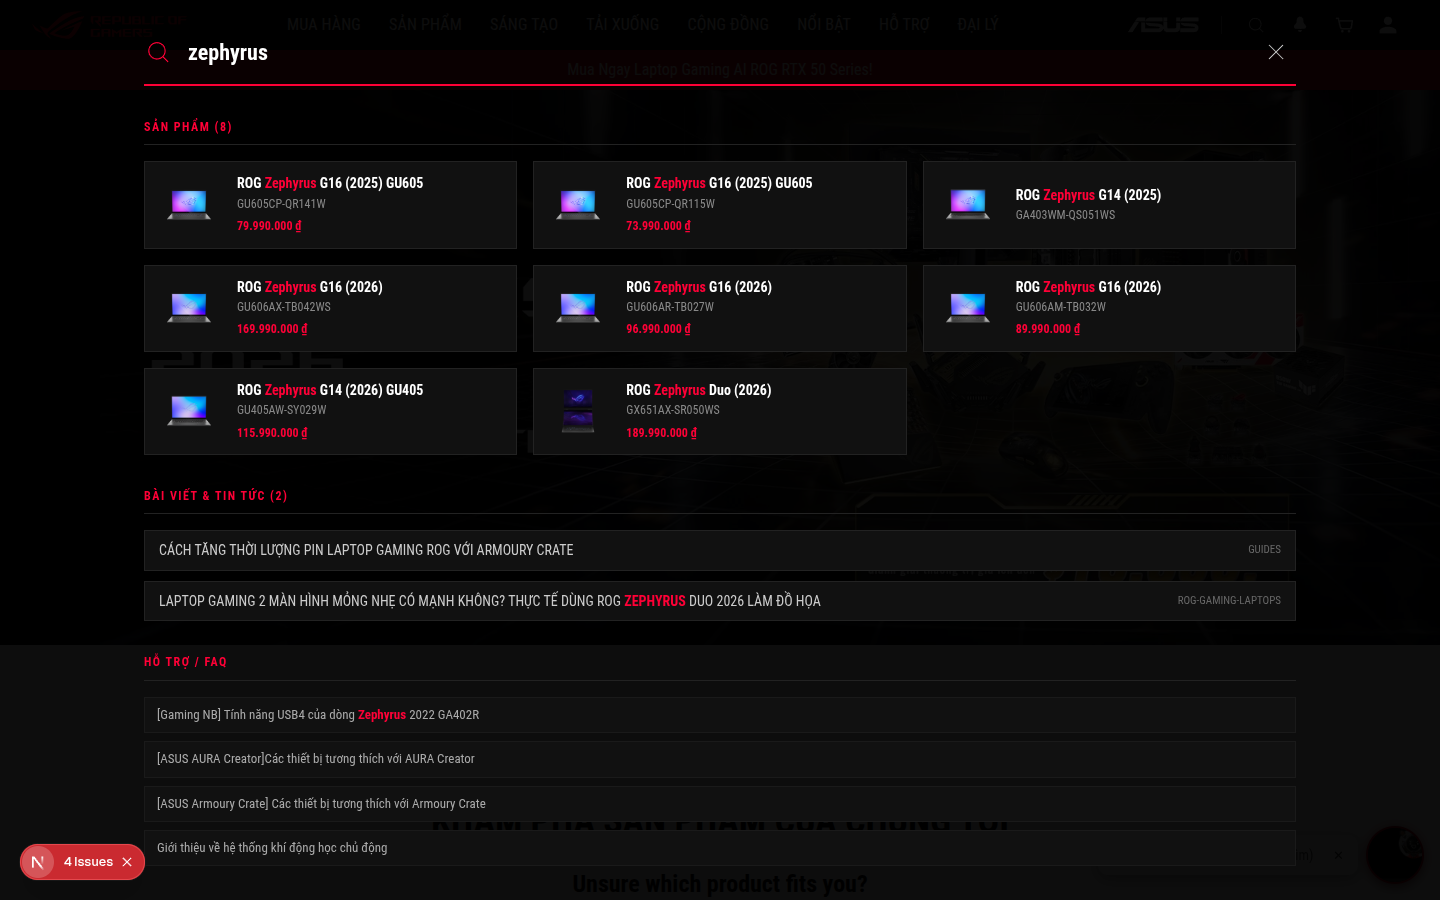 MUA HÀNG SẢN PHẨM SÁNG TẠO TẢI XUỐNG CỘNG ĐỒNG NỔI BẬT HỖ TRỢ ĐẠI LÝ ASUS
zephyrus
Mua Ngay Laptop Gaming AI ROG RTX 50 Series!
SẢN PHẨM (8)
ROG Zephyrus G16 (2025) GU605
GU605CP-QR141W
79.990.000 ₫
ROG Zephyrus G16 (2025) GU605
GU605CP-QR115W
73.990.000 ₫
ROG Zephyrus G14 (2025)
GA403WM-QS051WS
ROG Zephyrus G16 (2026)
GU606AX-TB042WS
169.990.000 ₫
ROG Zephyrus G16 (2026)
GU606AR-TB027W
96.990.000 ₫
ROG Zephyrus G16 (2026)
GU606AM-TB032W
89.990.000 ₫
ROG Zephyrus G14 (2026) GU405
GU405AW-SY029W
115.990.000 ₫
ROG Zephyrus Duo (2026)
GX651AX-SR050WS
189.990.000 ₫
BÀI VIẾT & TIN TỨC (2)
CÁCH TĂNG THỜI LƯỢNG PIN LAPTOP GAMING ROG VỚI ARMOURY CRATE GUIDES
LAPTOP GAMING 2 MÀN HÌNH MỎNG NHẸ CÓ MẠNH KHÔNG? THỰC TẾ DÙNG ROG ZEPHYRUS DUO 2026 LÀM ĐỒ HỌA ROG-GAMING-LAPTOPS
HỖ TRỢ / FAQ
[Gaming NB] Tính năng USB4 của dòng Zephyrus 2022 GA402R
[ASUS AURA Creator]Các thiết bị tương thích với AURA Creator
[ASUS Armoury Crate] Các thiết bị tương thích với Armoury Crate
KHÁM PHÁ SẢN PHẨM CỦA CHÚNG TÔI
Giới thiệu về hệ thống khí động học chủ động
N 4 Issues
Unsure which product fits you?